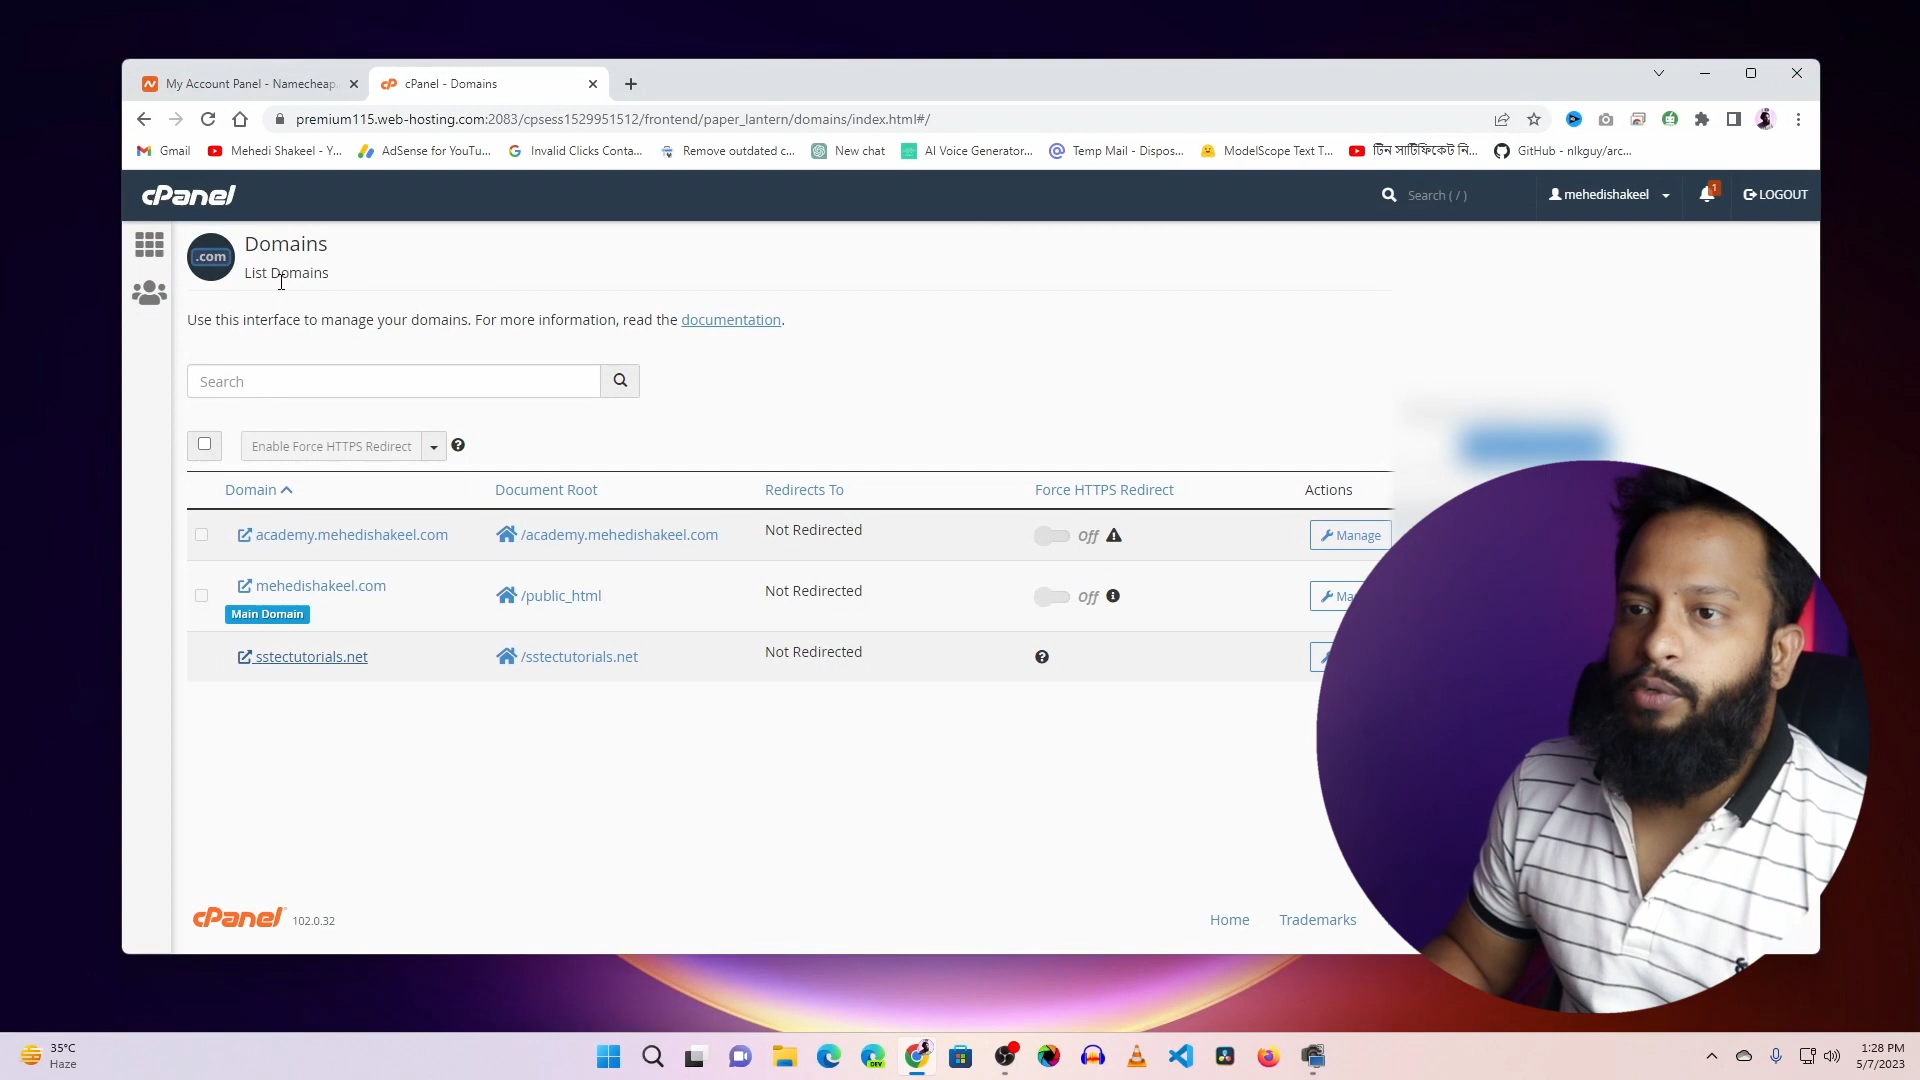 My Account Panel - Namecheap.
cPanel - Domains
premium115.web-hosting.com:2083/cpsess1529951512/frontend/paper_lantern/domains/index.html#/
Gmail
Mehedi Shakeel - Y...
AdSense for YouTu...
Invalid Clicks Conta...
Remove outdated c...
New chat
AI Voice Generator...
Temp Mail - Dispos...
ModelScope Text T...
টিন সার্টিফিকেট নি...
GitHub - nlkguy/arc...
cPanel
Search ( / )
mehedishakeel
1
LOGOUT
.com
Domains
List Domains
Use this interface to manage your domains. For more information, read the documentation.
Search
Enable Force HTTPS Redirect
Domain
Document Root
Redirects To
Force HTTPS Redirect
Actions
academy.mehedishakeel.com
/academy.mehedishakeel.com
Not Redirected
Off
Manage
mehedishakeel.com
Main Domain
/public_html
Not Redirected
Off
Ma
sstectutorials.net
/sstectutorials.net
Not Redirected
cPanel 102.0.32
Home
Trademarks
35°C
Haze
DEV
1:28 PM
5/7/2023